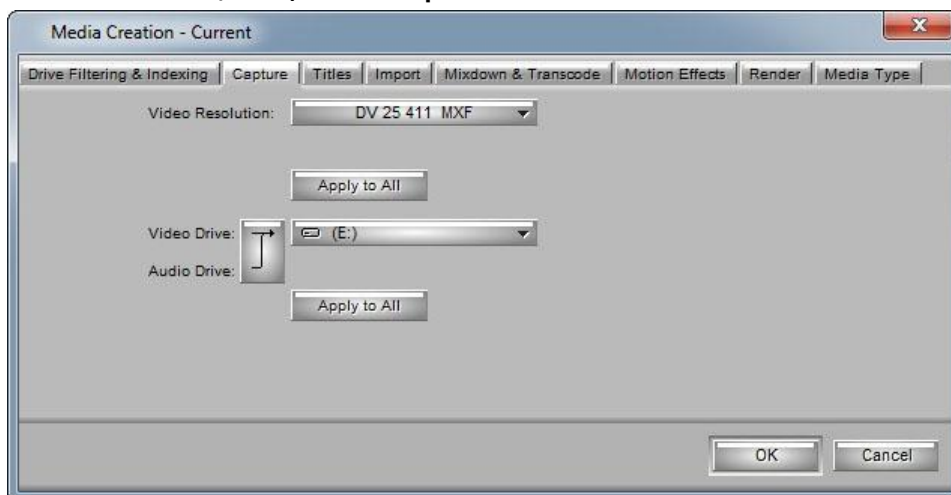 Media Creation - Current
Drive Filtering & Indexing Capture Titles Import Mixdown & Transcode Motion Effects Render Media Type
Video Resolution: DV 25 411 MXF
Apply to All
Video Drive: (E:)
Audio Drive:
Apply to All
OK Cancel